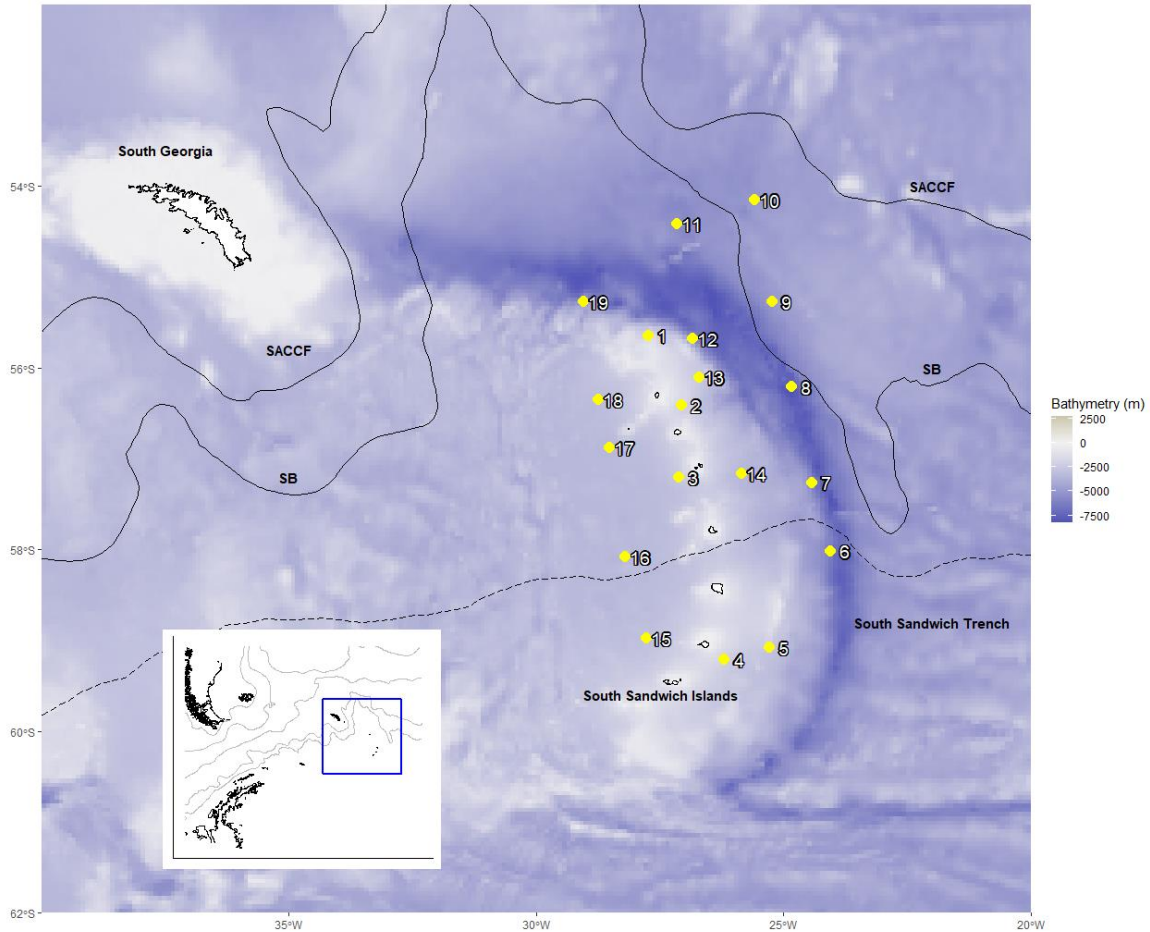 South Georgia
54°S
SACCF
10
11
19
9
1
12
SACCF
56°S
SB
13
8
18
2
Bathymetry (m)
2500
0
-2500
-5000
-7500
17
SB
3
14
7
58°S
16
6
15
South Sandwich Trench
5
4
South Sandwich Islands
60°S
62°S
35°W
30°W
25°W
20°W